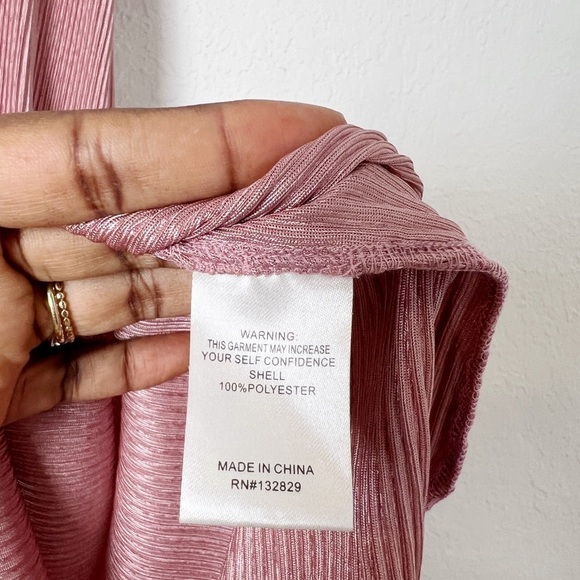 WARNING:
THIS GARMENT MAY INCREASE
YOUR SELF CONFIDENCE
SHELL
100%POLYESTER
MADE IN CHINA
RN#132829